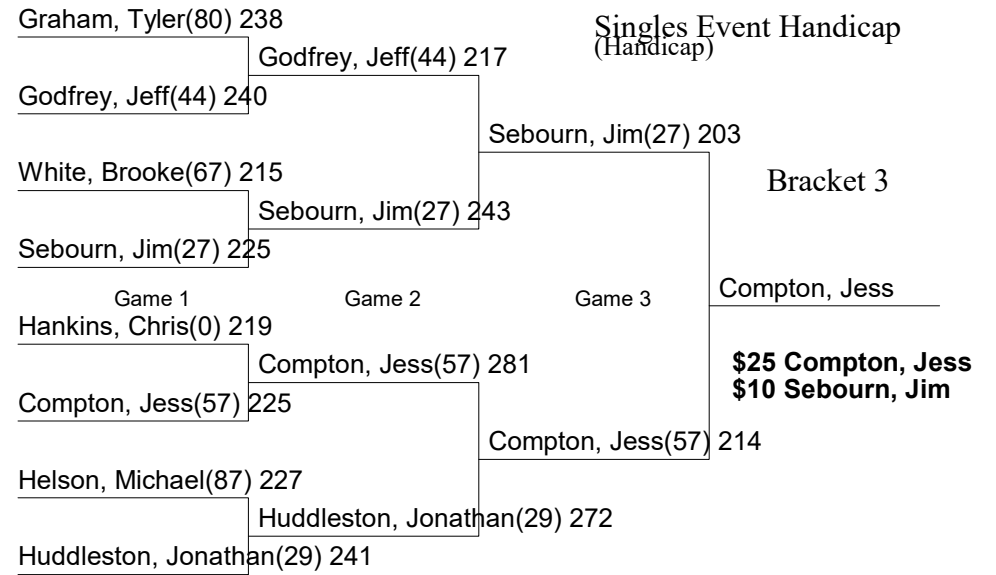 Graham, Tyler(80) 238
Singles Event Handicap
(Handicap)
Godfrey, Jeff(44) 217
Godfrey, Jeff(44) 240
Sebourn, Jim(27) 203
White, Brooke(67) 215
Bracket 3
Sebourn, Jim(27) 243
Sebourn, Jim(27) 225
Game 1
Game 2
Game 3
Compton, Jess
Hankins, Chris(0) 219
Compton, Jess(57) 281
$25 Compton, Jess
$10 Sebourn, Jim
Compton, Jess(57) 225
Compton, Jess(57) 214
Helson, Michael(87) 227
Huddleston, Jonathan(29) 272
Huddleston, Jonathan(29) 241